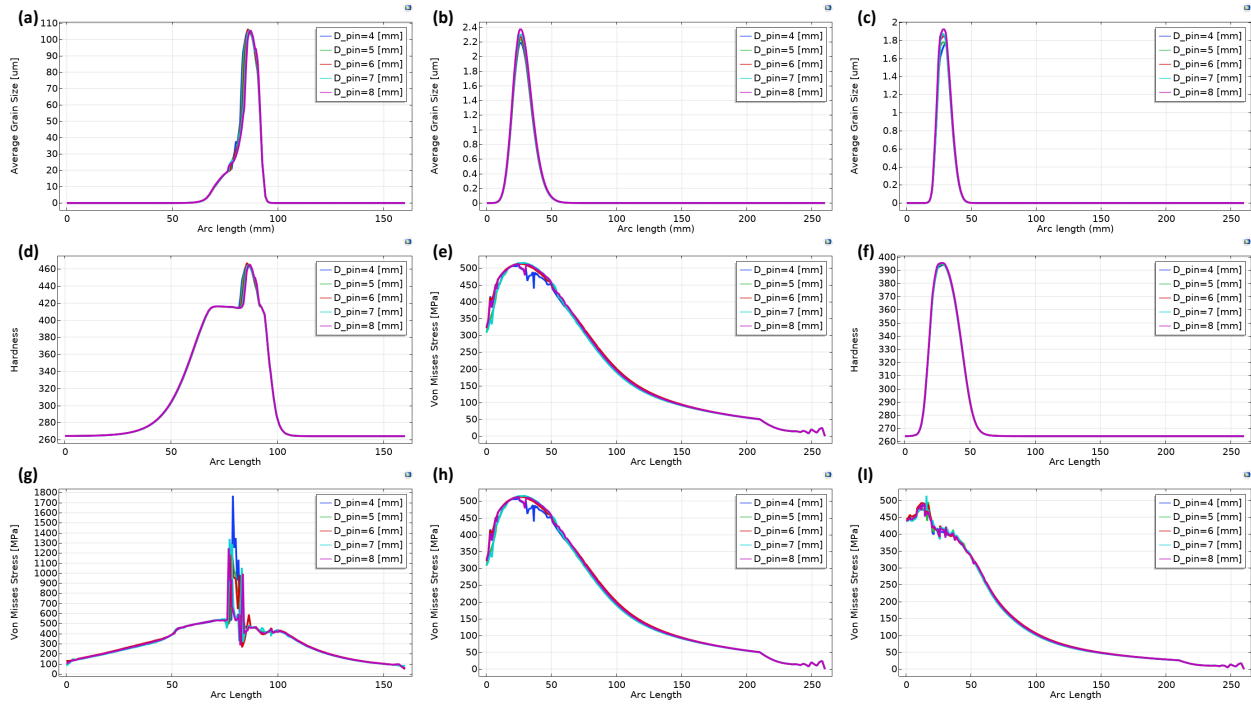 (a)
110
100
90
80
70
60
50
40
30
20
10
0
Average Grain Size [um]
0 50 100 150
Arc length (mm)
D_pin=4 [mm]
D_pin=5 [mm]
D_pin=6 [mm]
D_pin=7 [mm]
D_pin=8 [mm]
(b)
2.4
2.2
2
1.8
1.6
1.4
1.2
1
0.8
0.6
0.4
0.2
0
Average Grain Size [um]
0 50 100 150 200 250
Arc length (mm)
D_pin=4 [mm]
D_pin=5 [mm]
D_pin=6 [mm]
D_pin=7 [mm]
D_pin=8 [mm]
(c)
2
1.8
1.6
1.4
1.2
1
0.8
0.6
0.4
0.2
0
Average Grain Size [um]
0 50 100 150 200 250
Arc length (mm)
D_pin=4 [mm]
D_pin=5 [mm]
D_pin=6 [mm]
D_pin=7 [mm]
D_pin=8 [mm]
(d)
460
440
420
400
380
360
340
320
300
280
260
Hardness
0 50 100 150
Arc Length
D_pin=4 [mm]
D_pin=5 [mm]
D_pin=6 [mm]
D_pin=7 [mm]
D_pin=8 [mm]
(e)
500
450
400
350
300
250
200
150
100
50
0
Von Misses Stress [MPa]
0 50 100 150 200 250
Arc Length
D_pin=4 [mm]
D_pin=5 [mm]
D_pin=6 [mm]
D_pin=7 [mm]
D_pin=8 [mm]
(f)
400
390
380
370
360
350
340
330
320
310
300
290
280
270
260
Hardness
0 50 100 150 200 250
Arc Length
D_pin=4 [mm]
D_pin=5 [mm]
D_pin=6 [mm]
D_pin=7 [mm]
D_pin=8 [mm]
(g)
1800
1700
1600
1500
1400
1300
1200
1100
1000
900
800
700
600
500
400
300
200
100
0
Von Misses Stress [MPa]
0 50 100 150
Arc Length
D_pin=4 [mm]
D_pin=5 [mm]
D_pin=6 [mm]
D_pin=7 [mm]
D_pin=8 [mm]
(h)
500
450
400
350
300
250
200
150
100
50
0
Von Misses Stress [MPa]
0 50 100 150 200 250
Arc Length
D_pin=4 [mm]
D_pin=5 [mm]
D_pin=6 [mm]
D_pin=7 [mm]
D_pin=8 [mm]
(I)
500
450
400
350
300
250
200
150
100
50
0
Von Misses Stress [MPa]
0 50 100 150 200 250
Arc Length
D_pin=4 [mm]
D_pin=5 [mm]
D_pin=6 [mm]
D_pin=7 [mm]
D_pin=8 [mm]